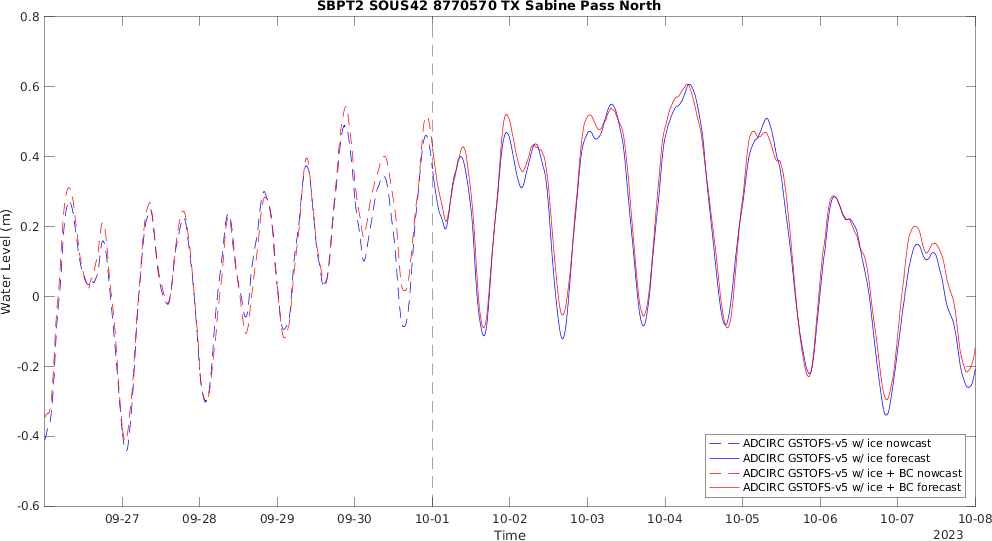 SBPT2 SOUS42 8770570 TX Sabine Pass North
Water Level (m)
0.8
0.6
0.4
0.2
0
-0.2
-0.4
-0.6
09-27 09-28 09-29 09-30 10-01 10-02 10-03 10-04 10-05 10-06 10-07 10-08
Time
2023
ADCIRC GSTOFS-v5 w/ ice nowcast
ADCIRC GSTOFS-v5 w/ ice forecast
ADCIRC GSTOFS-v5 w/ ice + BC nowcast
ADCIRC GSTOFS-v5 w/ ice + BC forecast